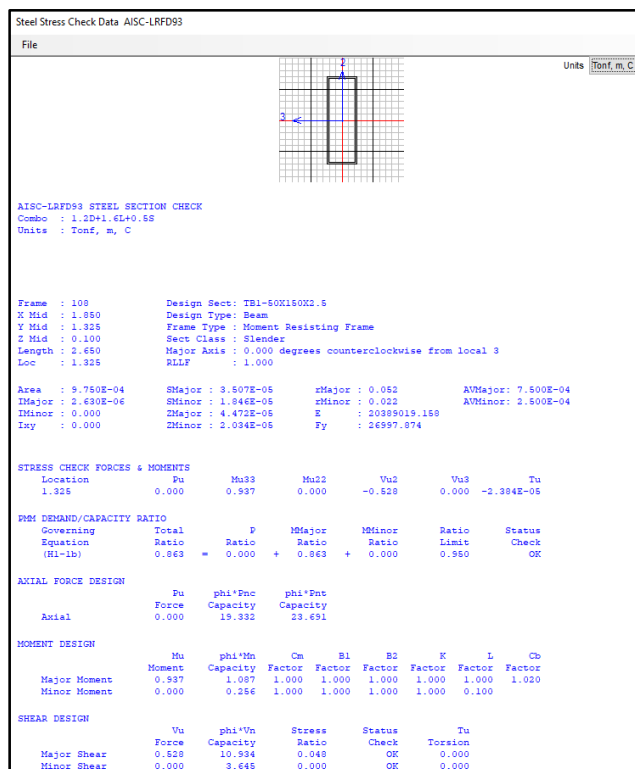 Steel Stress Check Data AISC-LRFD93
File
Units Tonf, m, C
2
3
AISC-LRFD93 STEEL SECTION CHECK
Combo : 1.2D+1.6L+0.5S
Units : Tonf, m, C
Frame : 108 Design Sect: TB1-50X150X2.5
X Mid : 1.850 Design Type: Beam
Y Mid : 1.325 Frame Type : Moment Resisting Frame
Z Mid : 0.100 Sect Class : Slender
Length : 2.650 Major Axis : 0.000 degrees counterclockwise from local 3
Loc : 1.325 RLLF : 1.000
Area : 9.750E-04 SMajor : 3.507E-05 rMajor : 0.052 AVMajor: 7.500E-04
IMajor : 2.630E-06 SMinor : 1.846E-05 rMinor : 0.022 AVMinor: 2.500E-04
IMinor : 0.000 ZMajor : 4.472E-05 E : 20389019.158
Ixy : 0.000 ZMinor : 2.034E-05 Fy : 26997.874
STRESS CHECK FORCES & MOMENTS
Location Pu Mu33 Mu22 Vu2 Vu3 Tu
1.325 0.000 0.937 0.000 -0.528 0.000 -2.384E-05
PMM DEMAND/CAPACITY RATIO
Governing Total P MMajor MMinor Ratio Status
Equation Ratio Ratio Ratio Ratio Limit Check
(H1-1b) 0.863 = 0.000 + 0.863 + 0.000 0.950 OK
AXIAL FORCE DESIGN
Pu phi*Pnc phi*Pnt
Force Capacity Capacity
Axial 0.000 19.332 23.691
MOMENT DESIGN
Mu phi*Mn Cm B1 B2 K L Cb
Moment Capacity Factor Factor Factor Factor Factor Factor
Major Moment 0.937 1.087 1.000 1.000 1.000 1.000 1.000 1.020
Minor Moment 0.000 0.256 1.000 1.000 1.000 1.000 0.100
SHEAR DESIGN
Vu phi*Vn Stress Status Tu
Force Capacity Ratio Check Torsion
Major Shear 0.528 10.934 0.048 OK 0.000
Minor Shear 0.000 3.645 0.000 OK 0.000